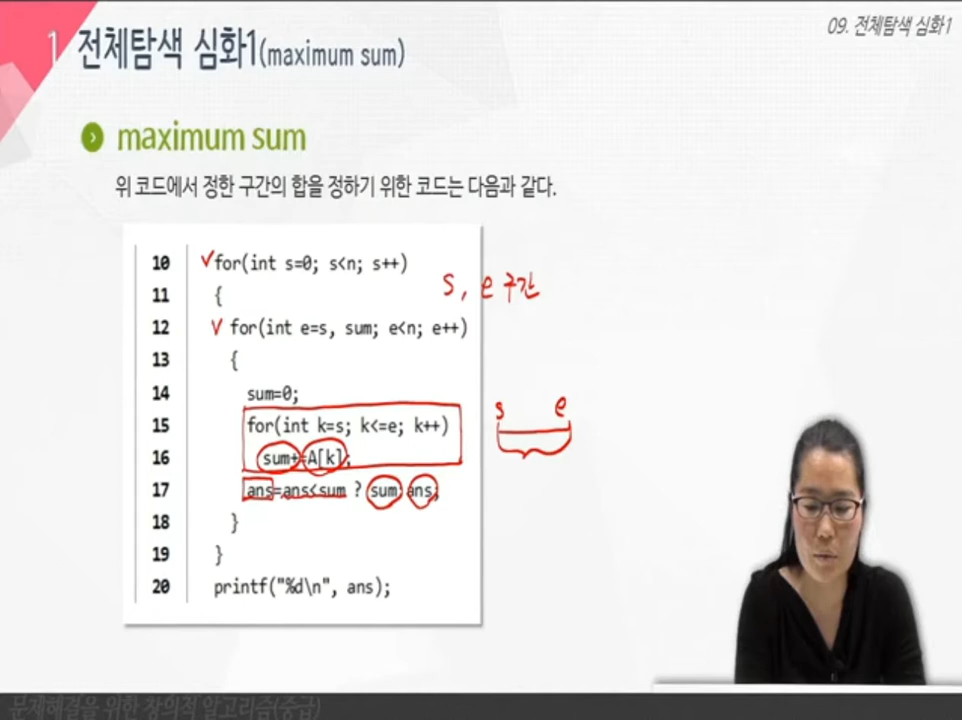 09. 전체탐색 심화1
1 전체탐색 심화1(maximum sum)
maximum sum
위 코드에서 정한 구간의 합을 정하기 위한 코드는 다음과 같다.
10 for(int s=0; s<n; s++)
11 {
12 for(int e=s, sum; e<n; e++)
13 {
14 sum=0;
15 for(int k=s; k<=e; k++)
16 sum+=A[k];
17 ans=ans<sum ? sum: ans;
18 }
19 }
20 printf("%d\n", ans);
s, e 구간
s e
문제해결을 위한 창의적 알고리즘(중급)